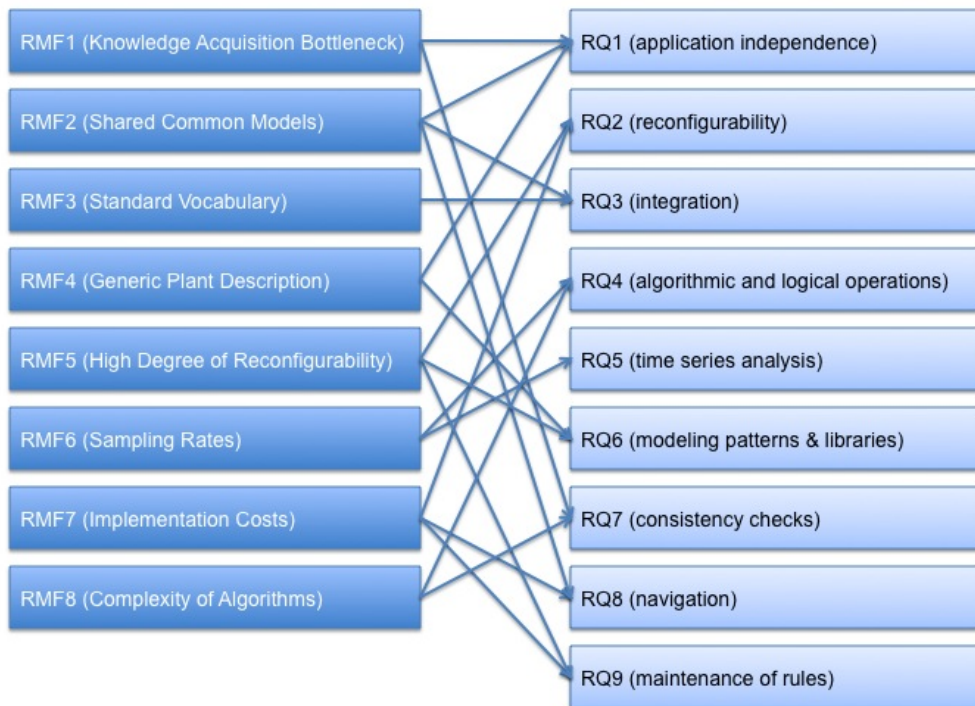 RMF1 (Knowledge Acquisition Bottleneck)
RMF2 (Shared Common Models)
RMF3 (Standard Vocabulary)
RMF4 (Generic Plant Description)
RMF5 (High Degree of Reconfigurability)
RMF6 (Sampling Rates)
RMF7 (Implementation Costs)
RMF8 (Complexity of Algorithms)
RQ1 (application independence)
RQ2 (reconfigurability)
RQ3 (integration)
RQ4 (algorithmic and logical operations)
RQ5 (time series analysis)
RQ6 (modeling patterns & libraries)
RQ7 (consistency checks)
RQ8 (navigation)
RQ9 (maintenance of rules)